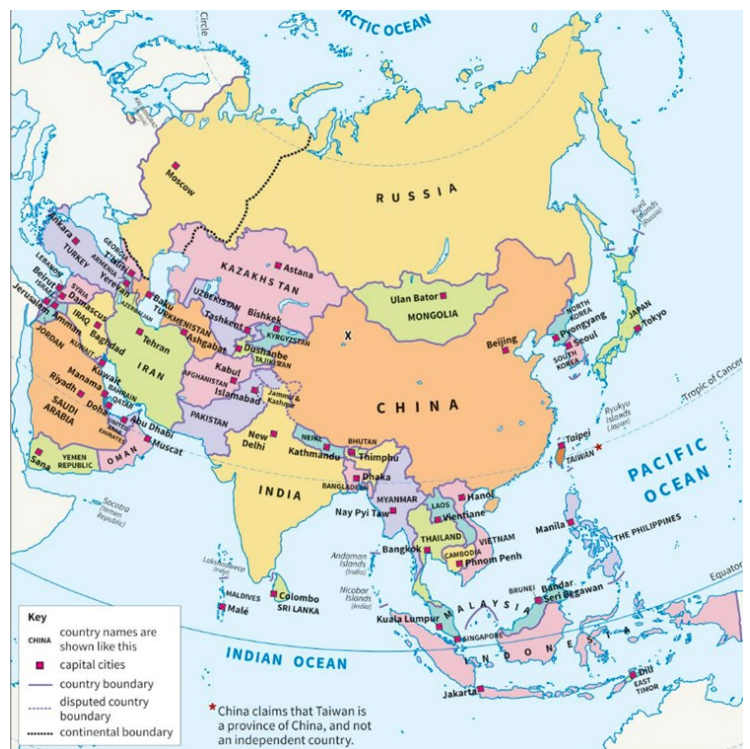 Circle
ARCTIC OCEAN
RUSSIA
Moscow
Kuril
Islands
(Russia)
Ankara
TURKEY
GEORGIA
Tbilisi
ARMENIA
Yerevan
AZERBAIJAN
Baku
KAZAKHSTAN
Astana
UZBEKISTAN
Tashkent
Bishkek
KYRGYZSTAN
TURKMENISTAN
Ashgabat
Dushanbe
TAJIKISTAN
Ulan Bator
MONGOLIA
X
Beijing
NORTH
KOREA
Pyongyang
Seoul
SOUTH
KOREA
JAPAN
Tokyo
LEBANON
Beirut
SYRIA
Damascus
ISRAEL
Jerusalem
Amman
JORDAN
IRAQ
Baghdad
Tehran
IRAN
KUWAIT
Kuwait
Kabul
AFGHANISTAN
Islamabad
Jammu &
Kashmir
PAKISTAN
CHINA
Tropic of Cancer
Ryukyu
Islands
(Japan)
Manama
BAHRAIN
Riyadh
QATAR
Doha
SAUDI
ARABIA
UNITED
ARAB
EMIRATES
Abu Dhabi
Muscat
OMAN
Sana
YEMEN
REPUBLIC
Socotra
(Yemen
Republic)
New
Delhi
NEPAL
Kathmandu
BHUTAN
Thimphu
Dhaka
BANGLADESH
INDIA
Taipei
TAIWAN *
PACIFIC
OCEAN
MYANMAR
Nay Pyi Taw
LAOS
Hanoi
Vientiane
THAILAND
VIETNAM
Bangkok
CAMBODIA
Phnom Penh
Manila
THE PHILIPPINES
Andaman
Islands
(India)
Nicobar
Islands
(India)
Lakshadweep
(India)
MALDIVES
Malé
Colombo
SRI LANKA
BRUNEI
Bandar
Seri Begawan
MALAYSIA
Kuala Lumpur
SINGAPORE
Equator
INDONESIA
Jakarta
Dili
EAST
TIMOR
INDIAN OCEAN
Key
CHINA country names are
shown like this
capital cities
country boundary
disputed country
boundary
continental boundary
* China claims that Taiwan is
a province of China, and not
an independent country.